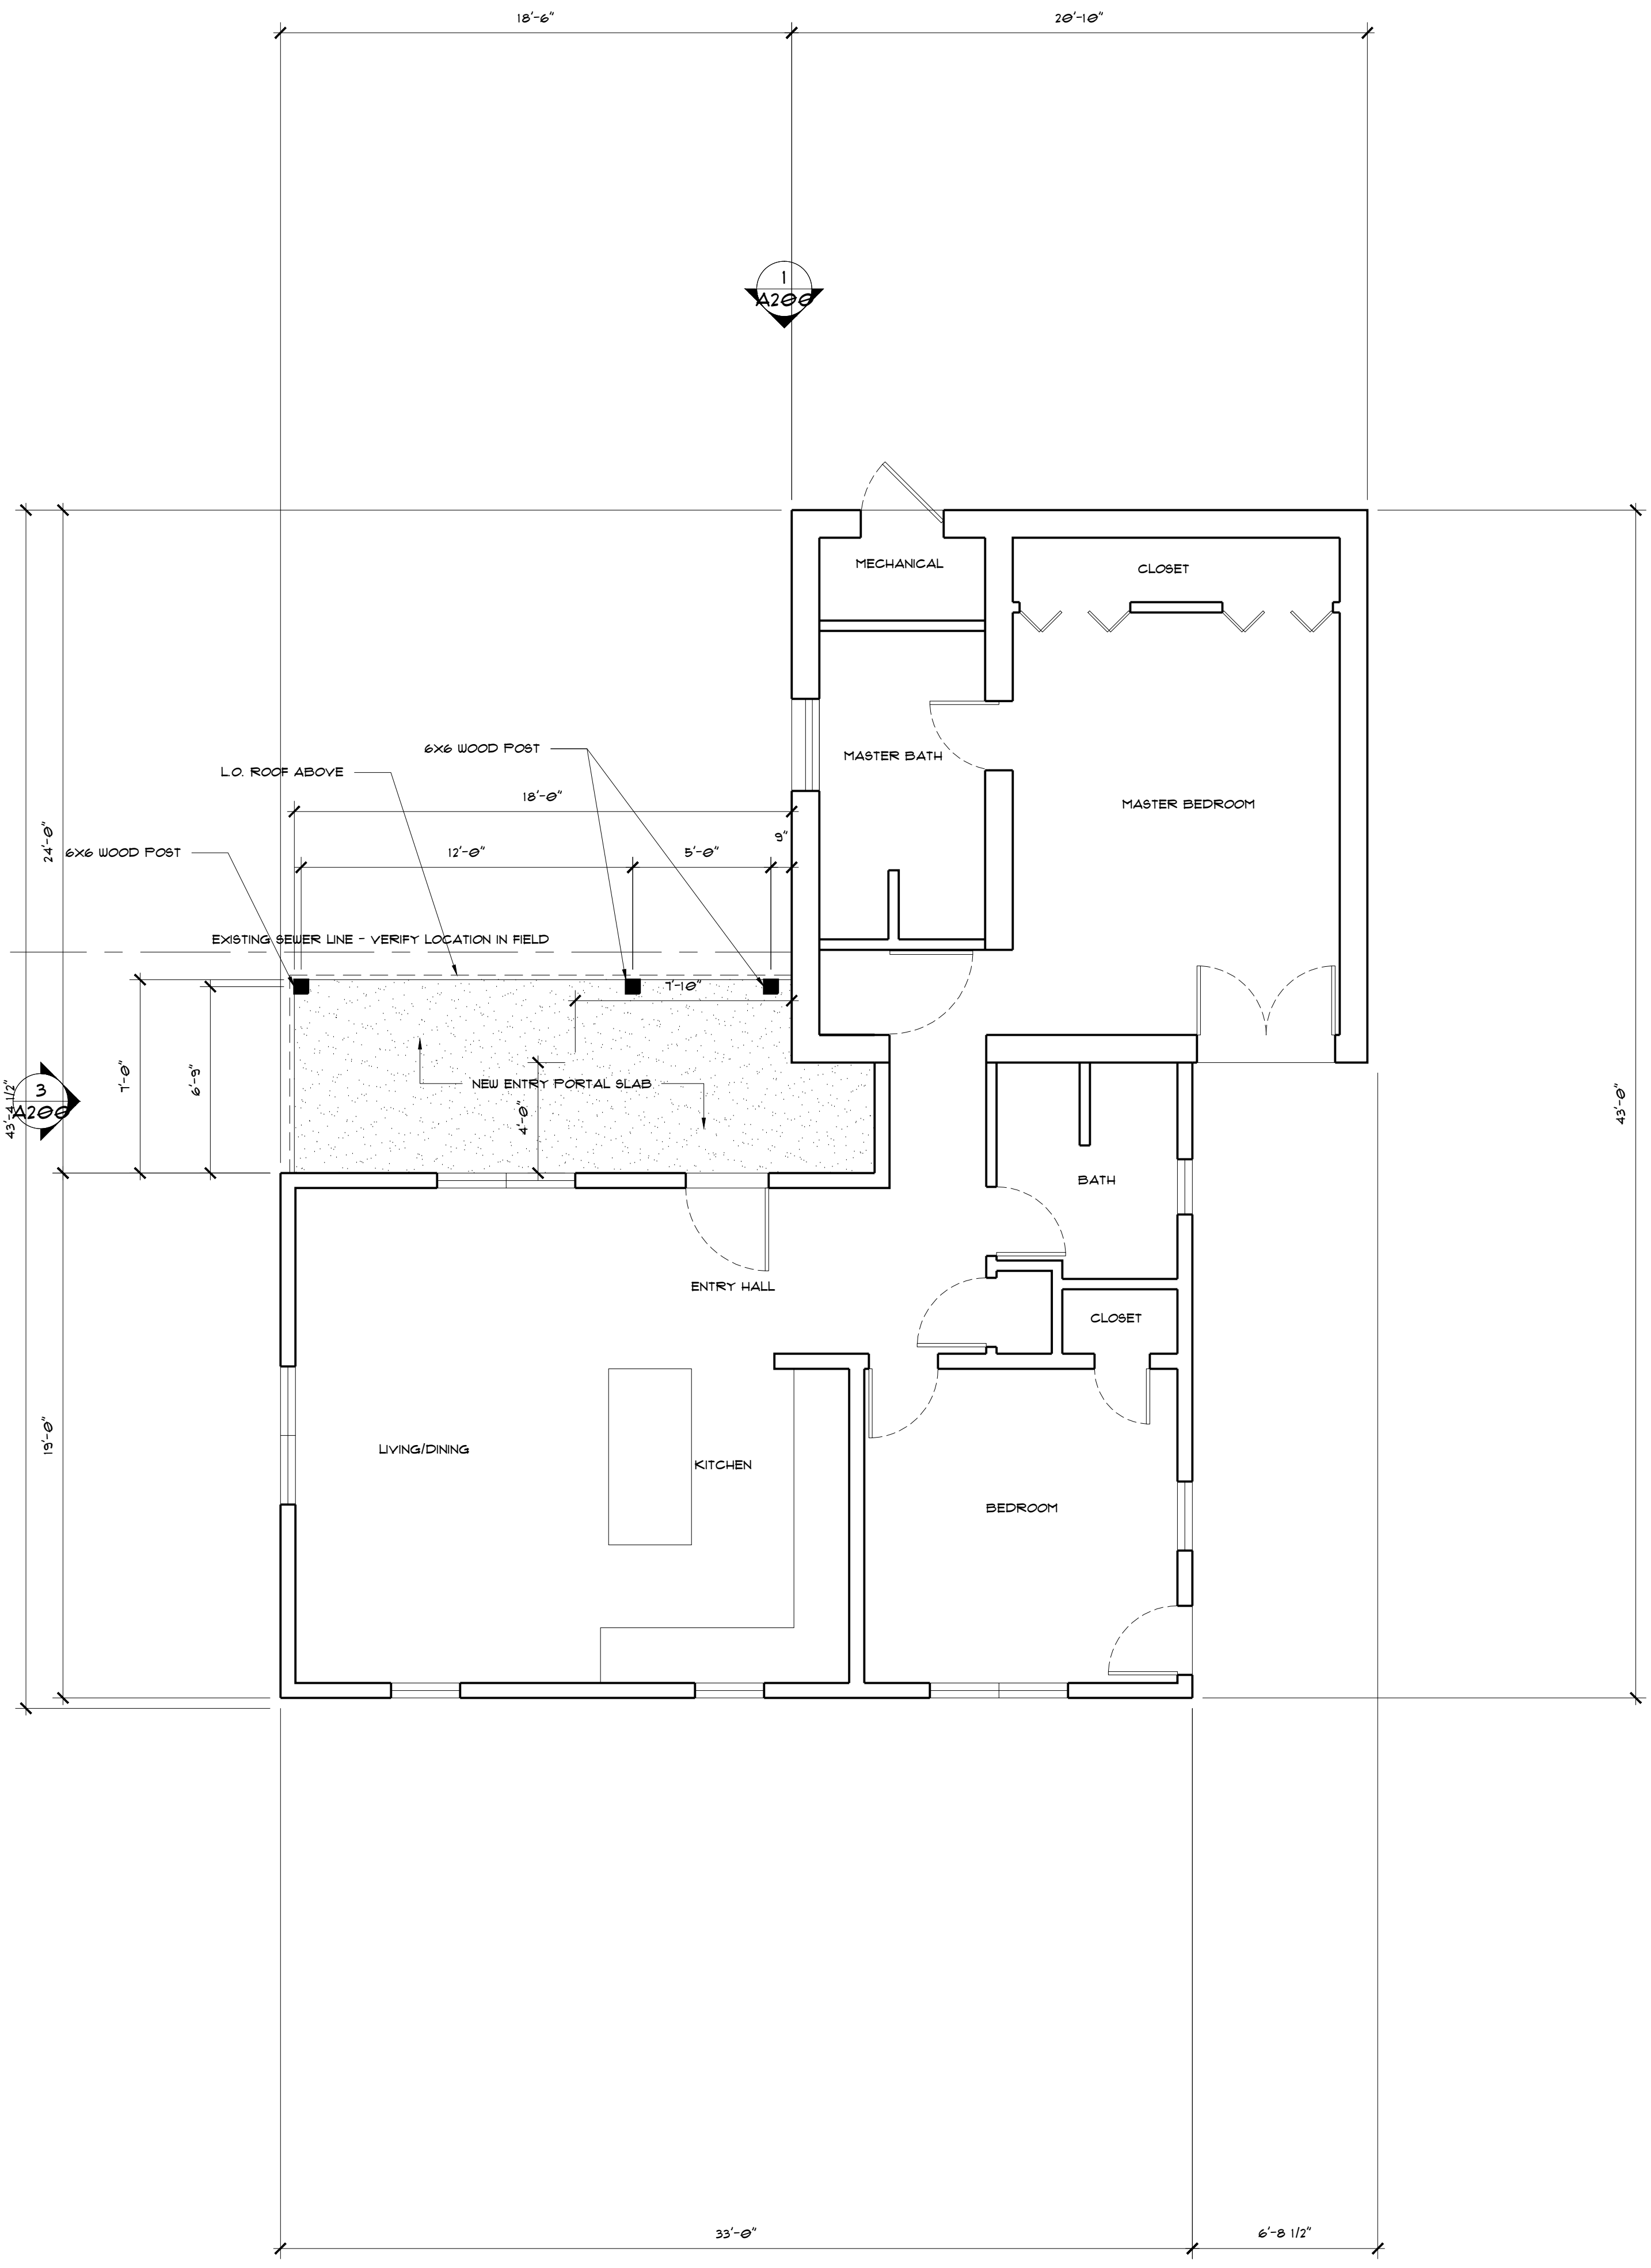 18'-6"
20'-10"
1
A200
MECHANICAL
CLOSET
6X6 WOOD POST
MASTER BATH
L.O. ROOF ABOVE
18'-0"
MASTER BEDROOM
9"
24'-0"
6X6 WOOD POST
12'-0"
5'-0"
EXISTING SEWER LINE - VERIFY LOCATION IN FIELD
7'-10"
7'-0"
6'-9"
NEW ENTRY PORTAL SLAB
3
A200
43'-4 1/2"
4'-0"
43'-0"
BATH
ENTRY HALL
CLOSET
19'-0"
LIVING/DINING
KITCHEN
BEDROOM
33'-0"
6'-8 1/2"